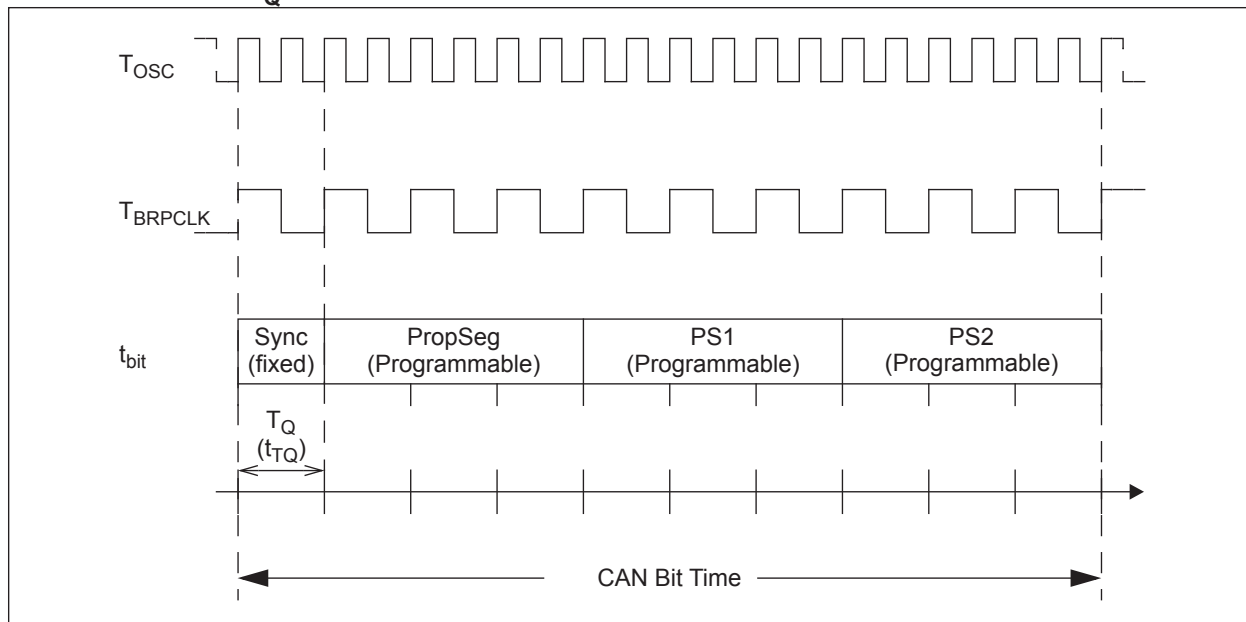 Q
TOSC
TBRPCLK
tbit
Sync
(fixed)
PropSeg
(Programmable)
PS1
(Programmable)
PS2
(Programmable)
TQ
(tTQ)
CAN Bit Time